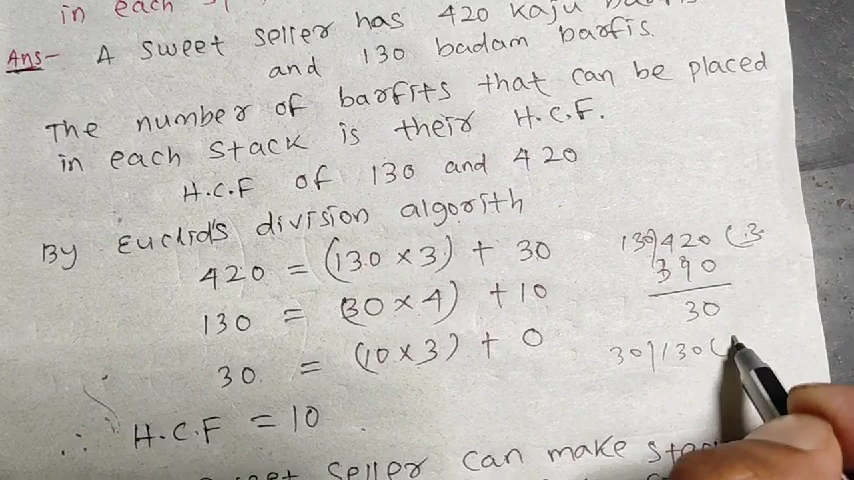 in each
Ans- A sweet seller has 420 kaju
and 130 badam barfis
The number of barfits that can be placed
in each stack is their H.C.F.
H.C.F of 130 and 420
By Euclid's division algorith
420 = (130 × 3) + 30
130 = (30 × 4) + 10
30 = (10 × 3) + 0
∴ H.C.F = 10
seller can make
130)420(3
390
30
30)130(